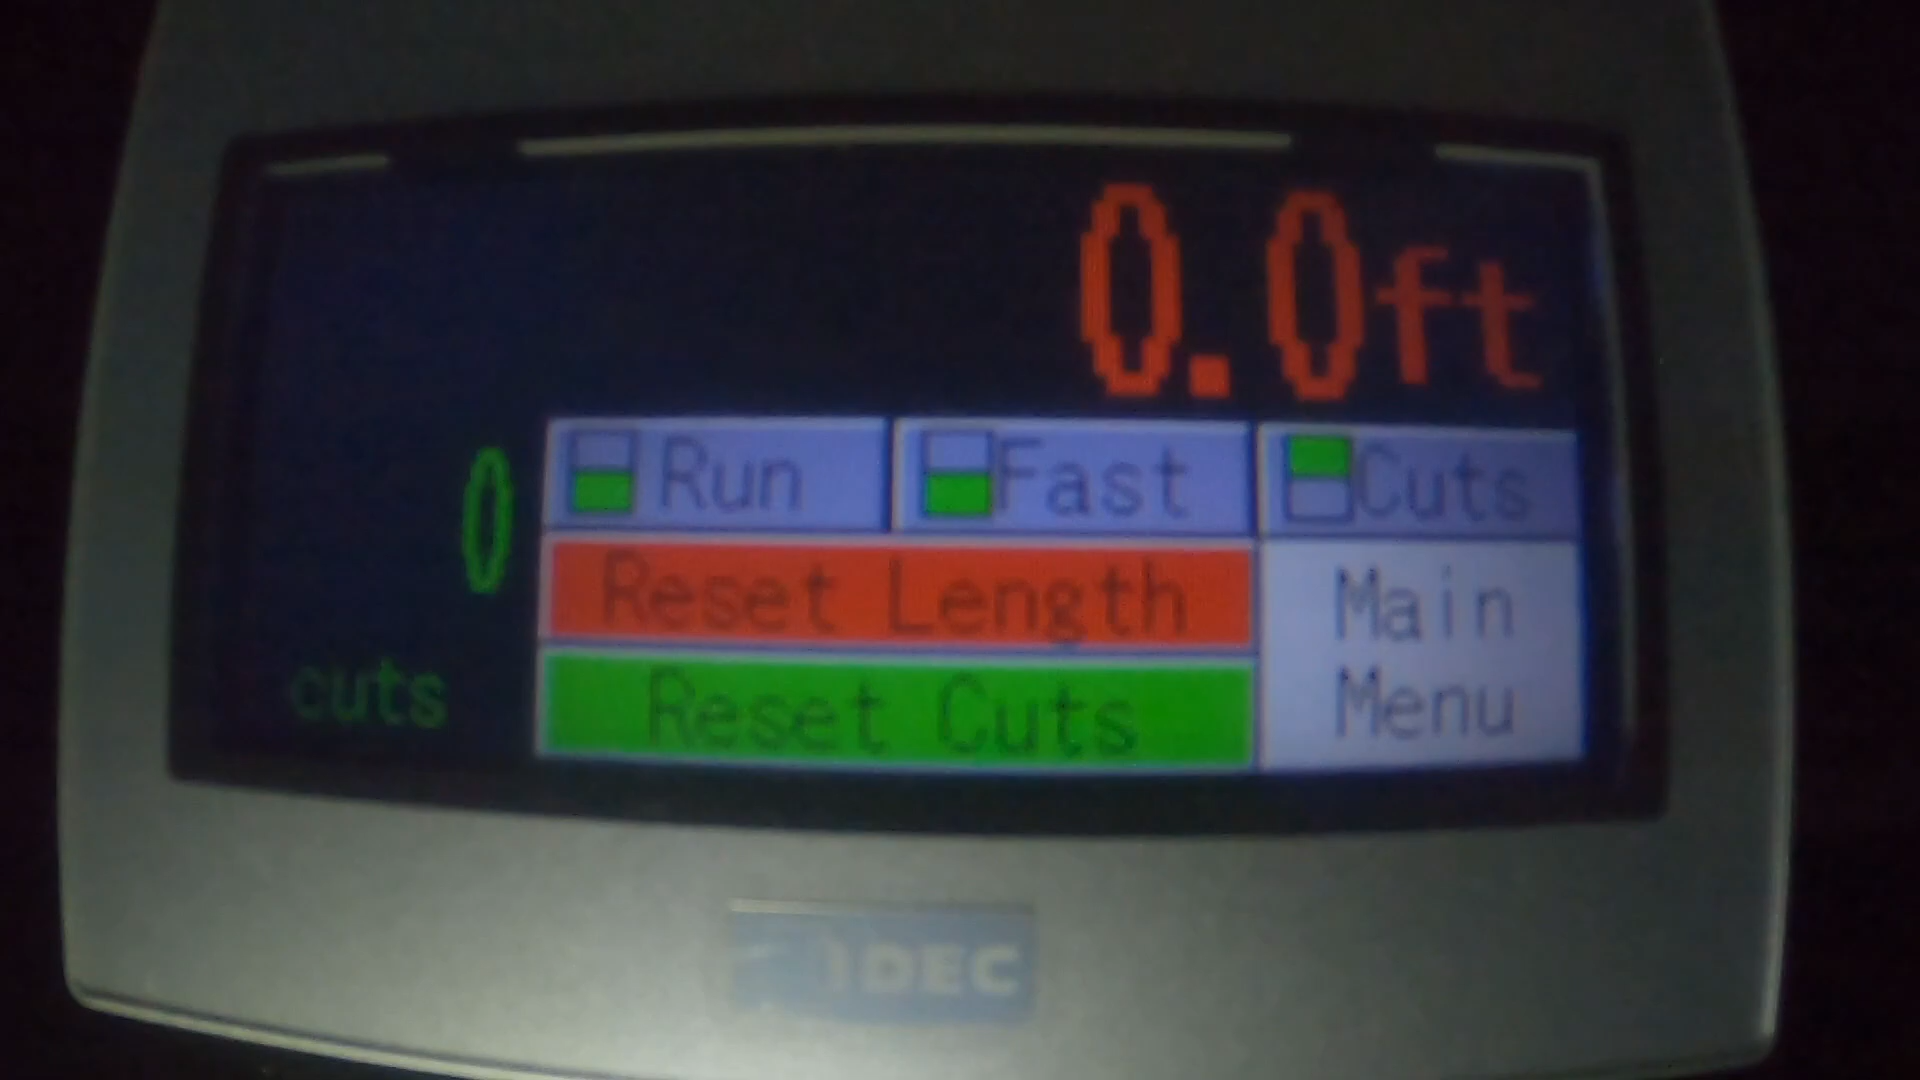 0.0ft
0
Run Fast Cuts
Reset Length
Main
Menu
Reset Cuts
cuts
IDEC